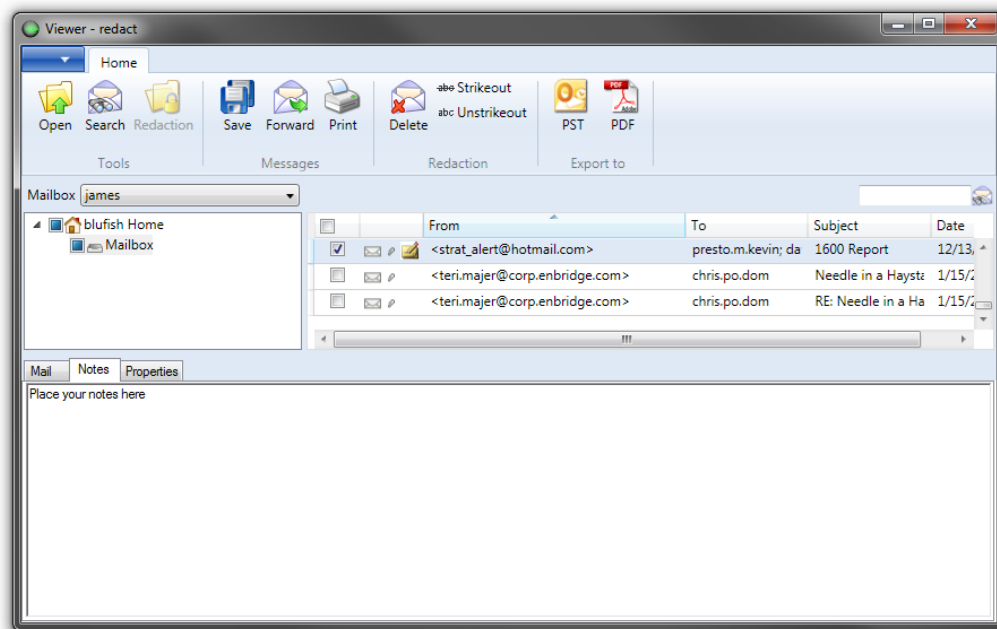 Viewer - redact
Home
Open Search Redaction Save Forward Print Delete abc Strikeout abc Unstrikeout PST PDF
Tools Messages Redaction Export to
Mailbox james
blufish Home
Mailbox
From To Subject Date
<strat_alert@hotmail.com> presto.m.kevin; da 1600 Report 12/13,
<teri.majer@corp.enbridge.com> chris.po.dom Needle in a Haysta 1/15/2
<teri.majer@corp.enbridge.com> chris.po.dom RE: Needle in a Ha 1/15/2
Mail Notes Properties
Place your notes here